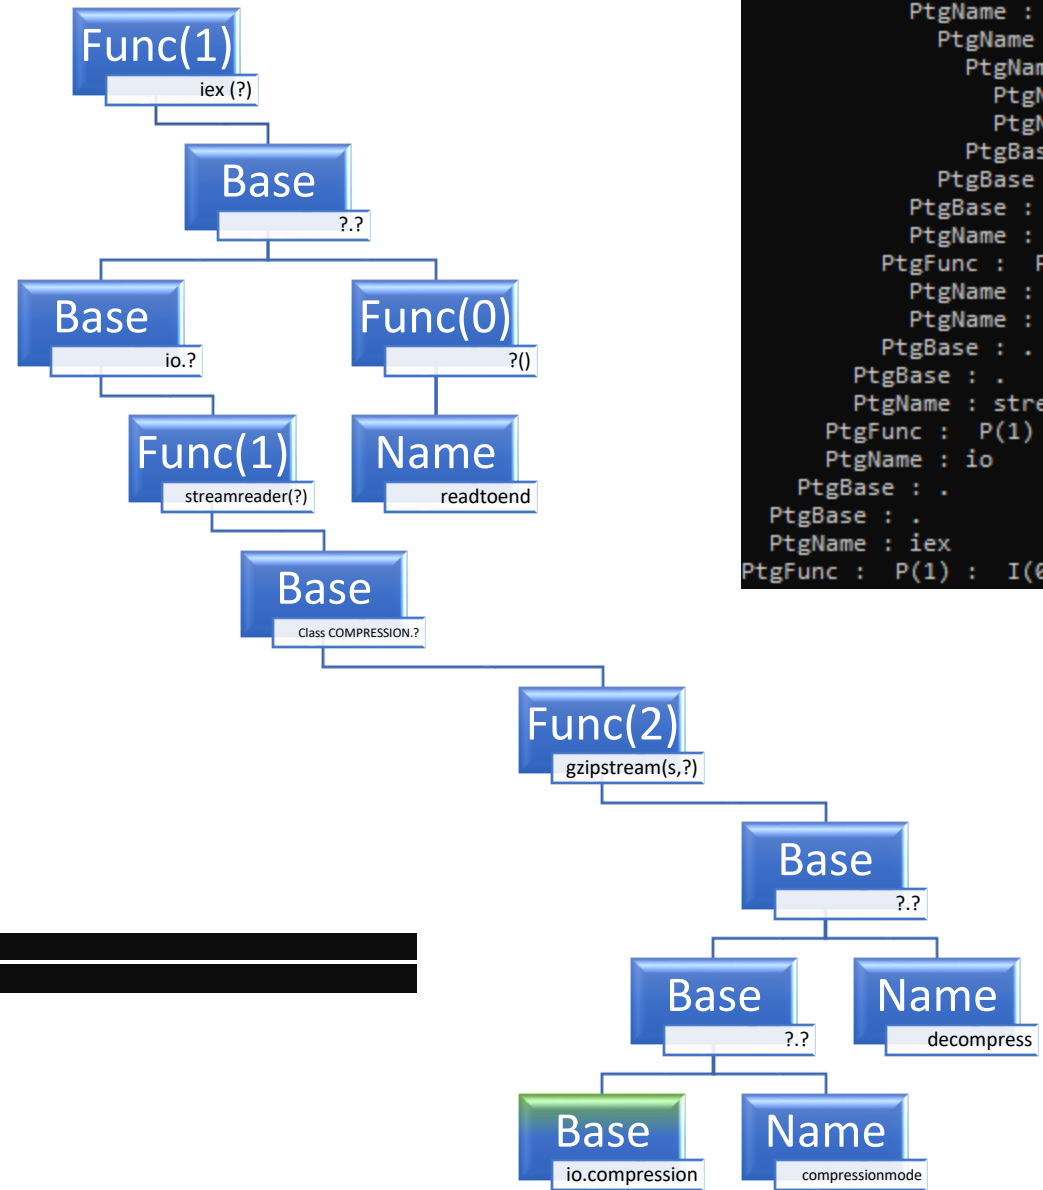 Func(1)
iex (?)
Base
?.?
Base
io.?
Func(0)
?()
Func(1)
streamreader(?)
Name
readtoend
Base
Class COMPRESSION.?
Func(2)
gzipstream(s,?)
Base
?.?
Base
?.?
Name
decompress
Base
io.compression
Name
compressionmode
PtgName :
PtgName
PtgBase
PtgBase :
PtgName :
PtgFunc :
PtgName :
PtgName :
PtgBase : .
PtgBase : .
PtgName :
PtgFunc : P(1)
PtgName : io
PtgBase : .
PtgBase : .
PtgName : iex
PtgFunc : P(1) :